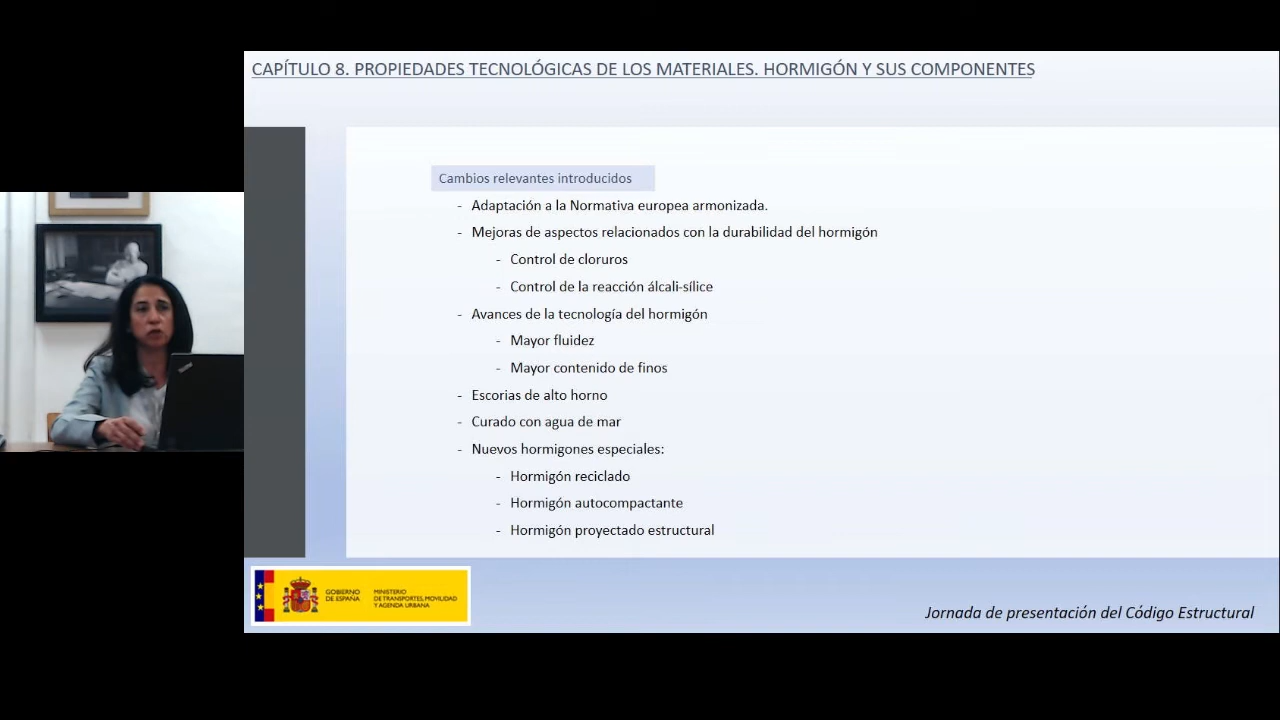 CAPÍTULO 8. PROPIEDADES TECNOLÓGICAS DE LOS MATERIALES. HORMIGÓN Y SUS COMPONENTES
Cambios relevantes introducidos
- Adaptación a la Normativa europea armonizada.
- Mejoras de aspectos relacionados con la durabilidad del hormigón
- Control de cloruros
- Control de la reacción álcali-sílice
- Avances de la tecnología del hormigón
- Mayor fluidez
- Mayor contenido de finos
- Escorias de alto horno
- Curado con agua de mar
- Nuevos hormigones especiales:
- Hormigón reciclado
- Hormigón autocompactante
- Hormigón proyectado estructural
GOBIERNO
DE ESPAÑA
MINISTERIO
DE TRANSPORTES, MOVILIDAD
Y AGENDA URBANA
Jornada de presentación del Código Estructural